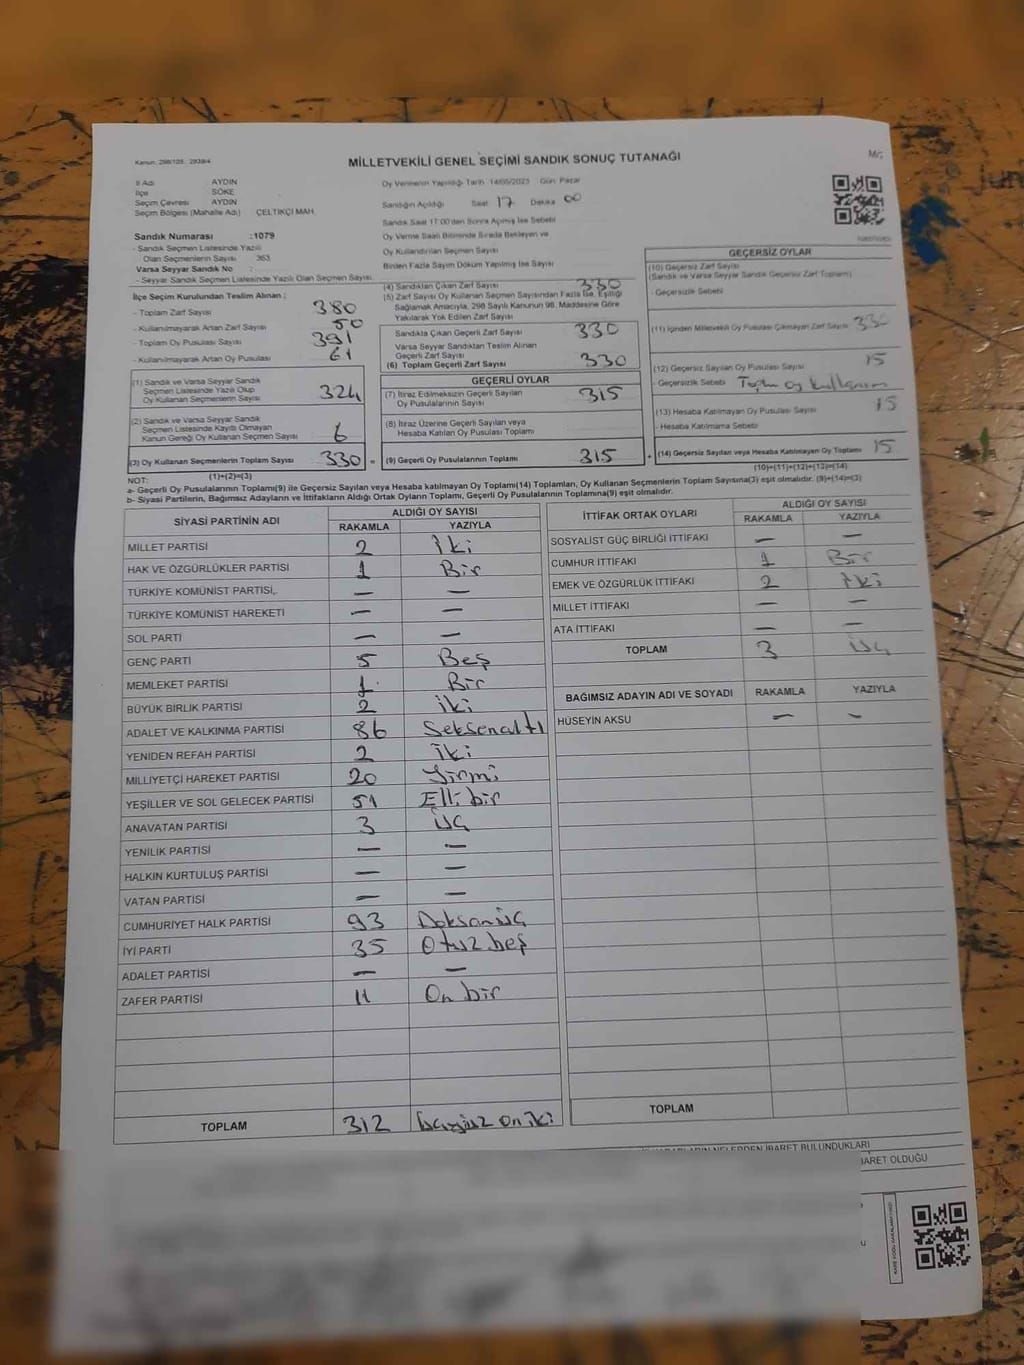 Kanun, 298/105 ; 2839/4
MİLLETVEKİLİ GENEL SEÇİMİ SANDIK SONUÇ TUTANAĞI
İl Adı AYDIN
İlçe SÖKE
Seçim Çevresi AYDIN
Seçim Bölgesi (Mahalle Adı) ÇELTİKÇİ MAH.
Sandık Numarası : 1079
- Sandık Seçmen Listesinde Yazılı
Olan Seçmenlerin Sayısı 363
Varsa Seyyar Sandık No :
- Seyyar Sandık Seçmen Listesinde Yazılı Olan Seçmen Sayısı
Oy Vermenin Yapıldığı Tarih : 14/05/2023 Gün: Pazar
Sandığın Açıldığı Saat 17 Dakika 00
Sandık Saat 17:00'den Sonra Açılmış İse Sebebi
Oy Verme Saati Bitiminde Sırada Bekleyen ve
Oy Kullandırılan Seçmen Sayısı
Birden Fazla Sayım Döküm Yapılmış İse Sayısı
İlçe Seçim Kurulundan Teslim Alınan :
- Toplam Zarf Sayısı 380
- Kullanılmayarak Artan Zarf Sayısı 50
- Toplam Oy Pusulası Sayısı 391
- Kullanılmayarak Artan Oy Pusulası 61
(1) Sandık ve Varsa Seyyar Sandık
Seçmen Listesinde Yazılı Olup
Oy Kullanan Seçmenlerin Sayısı 324
(2) Sandık ve Varsa Seyyar Sandık
Seçmen Listesinde Kayıtlı Olmayan
Kanun Gereği Oy Kullanan Seçmen Sayısı 6
(3) Oy Kullanan Seçmenlerin Toplam Sayısı 330 =
(1)+(2)=(3)
(4) Sandıktan Çıkan Zarf Sayısı 330
(5) Zarf Sayısı Oy Kullanan Seçmen Sayısından Fazla İse, Eşitliği
Sağlamak Amacıyla, 298 Sayılı Kanunun 98. Maddesine Göre
Yakılarak Yok Edilen Zarf Sayısı
Sandıkta Çıkan Geçerli Zarf Sayısı 330
Varsa Seyyar Sandıktan Teslim Alınan
Geçerli Zarf Sayısı
(6) Toplam Geçerli Zarf Sayısı 330
GEÇERLİ OYLAR
(7) İtiraz Edilmeksizin Geçerli Sayılan
Oy Pusulalarının Sayısı 315
(8) İtiraz Üzerine Geçerli Sayılan veya
Hesaba Katılan Oy Pusulası Toplamı
(9) Geçerli Oy Pusulalarının Toplamı 315 +
GEÇERSİZ OYLAR
(10) Geçersiz Zarf Sayısı
(Sandık ve Varsa Seyyar Sandık Geçersiz Zarf Toplamı)
- Geçersizlik Sebebi
(11) İçinden Milletvekili Oy Pusulası Çıkmayan Zarf Sayısı 330
(12) Geçersiz Sayılan Oy Pusulası Sayısı 15
- Geçersizlik Sebebi Toplu oy kullanımı
(13) Hesaba Katılmayan Oy Pusulası Sayısı 15
- Hesaba Katılmama Sebebi
(14) Geçersiz Sayılan veya Hesaba Katılmayan Oy Toplamı 15
(10)+(11)+(12)+(13)=(14)
NOT:
a- Geçerli Oy Pusulaları(9) ile Geçersiz Sayılan veya Hesaba katılmayan Oy Toplamı(14) Toplamları, Oy Kullanan Seçmenlerin Toplam Sayısına(3) eşit olmalıdır. (9)+(14)=(3)
b- Siyasi Partilerin, Bağımsız Adayların ve İttifakların Aldığı Ortak Oyların Toplamı, Geçerli Oy Pusulalarının Toplamına(9) eşit olmalıdır.
SİYASİ PARTİNİN ADI ALDIĞI OY SAYISI
RAKAMLA YAZIYLA
MİLLET PARTİSİ 2 İki
HAK VE ÖZGÜRLÜKLER PARTİSİ 1 Bir
TÜRKİYE KOMÜNİST PARTİSİ, — —
TÜRKİYE KOMÜNİST HAREKETİ — —
SOL PARTİ — —
GENÇ PARTİ 5 Beş
MEMLEKET PARTİSİ 1 Bir
BÜYÜK BİRLİK PARTİSİ 2 İki
ADALET VE KALKINMA PARTİSİ 86 Seksenaltı
YENİDEN REFAH PARTİSİ 2 İki
MİLLİYETÇİ HAREKET PARTİSİ 20 Yirmi
YEŞİLLER VE SOL GELECEK PARTİSİ 51 Elli bir
ANAVATAN PARTİSİ 3 Üç
YENİLİK PARTİSİ — —
HALKIN KURTULUŞ PARTİSİ — —
VATAN PARTİSİ — —
CUMHURİYET HALK PARTİSİ 93 Doksanüç
İYİ PARTİ 35 Otuz beş
ADALET PARTİSİ — —
ZAFER PARTİSİ 11 On bir
TOPLAM 312 üçyüz on iki
İTTİFAK ORTAK OYLARI ALDIĞI OY SAYISI
RAKAMLA YAZIYLA
SOSYALİST GÜÇ BİRLİĞİ İTTİFAKI — —
CUMHUR İTTİFAKI 1 Bir
EMEK VE ÖZGÜRLÜK İTTİFAKI 2 İki
MİLLET İTTİFAKI — —
ATA İTTİFAKI — —
TOPLAM 3 Üç
BAĞIMSIZ ADAYIN ADI VE SOYADI RAKAMLA YAZIYLA
HÜSEYİN AKSU — —
TOPLAM
NELERDEN İBARET BULUNDUKLARI
İBARET OLDUĞU